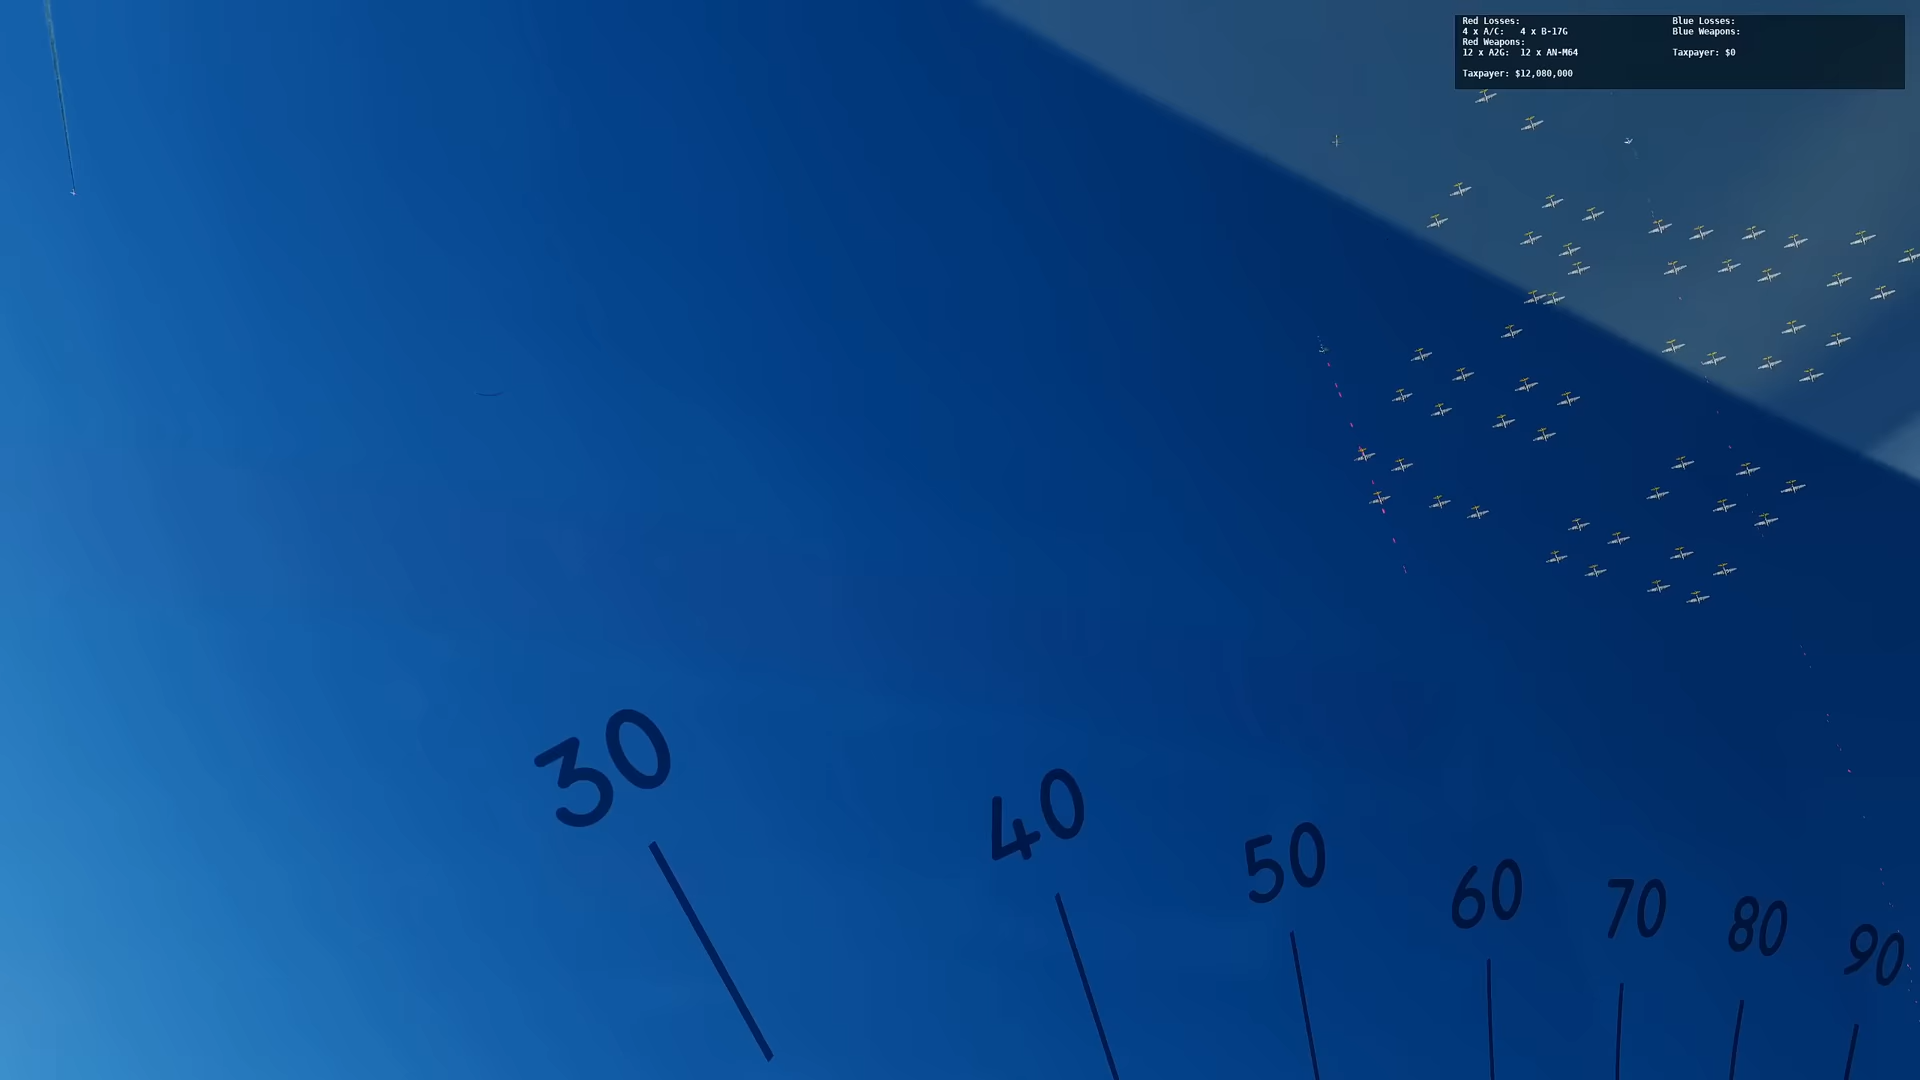 Red Losses:
4 x A/C: 4 x B-17G
Red Weapons:
12 x A2G: 12 x AN-M64
Taxpayer: $12,080,000
Blue Losses:
Blue Weapons:
Taxpayer: $0
30
40
50
60
70
80
90